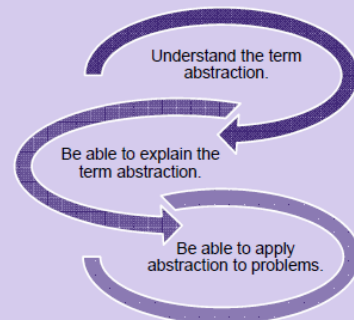 Understand the term
abstraction.
Be able to explain the
term abstraction.
Be able to apply
abstraction to problems.